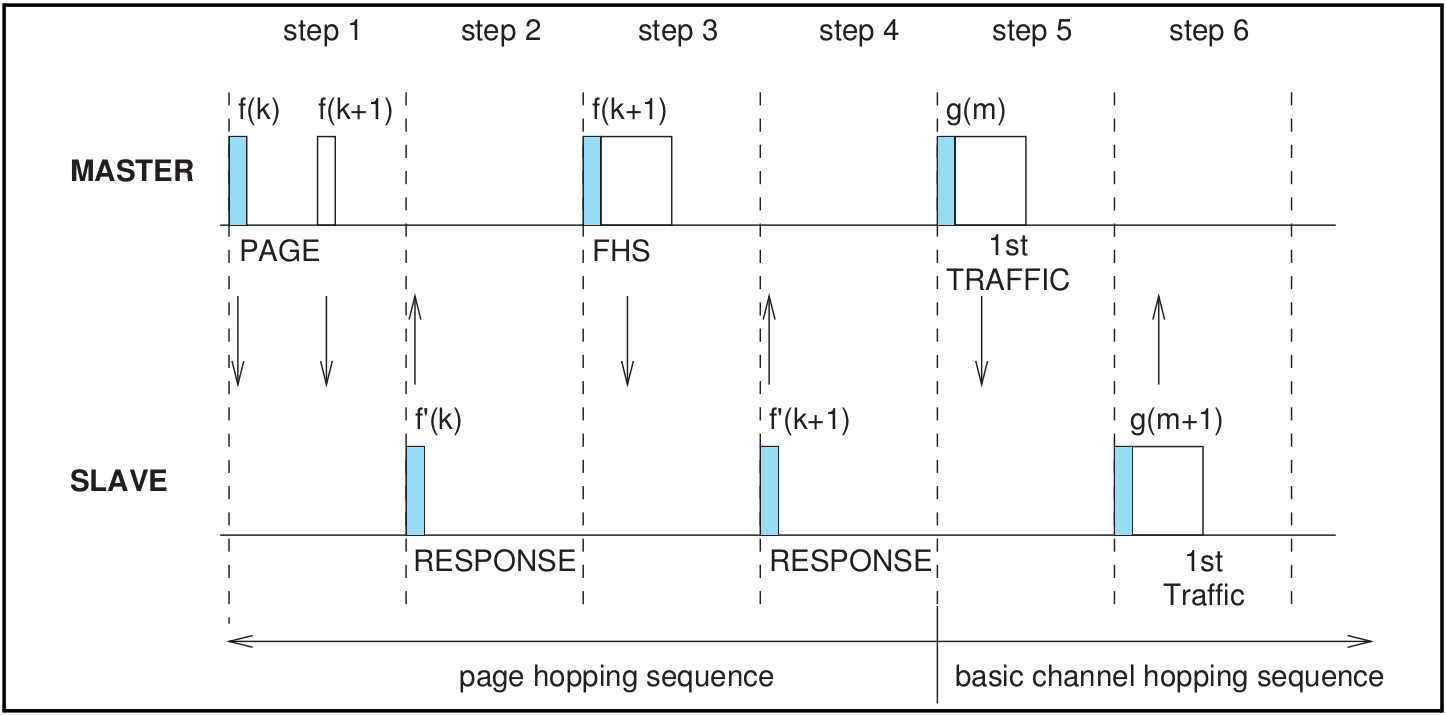 step 1 step 2 step 3 step 4 step 5 step 6
f(k) f(k+1) f(k+1) g(m)
MASTER
PAGE FHS 1st
TRAFFIC
f'(k) f'(k+1) g(m+1)
SLAVE
RESPONSE RESPONSE 1st
Traffic
page hopping sequence basic channel hopping sequence